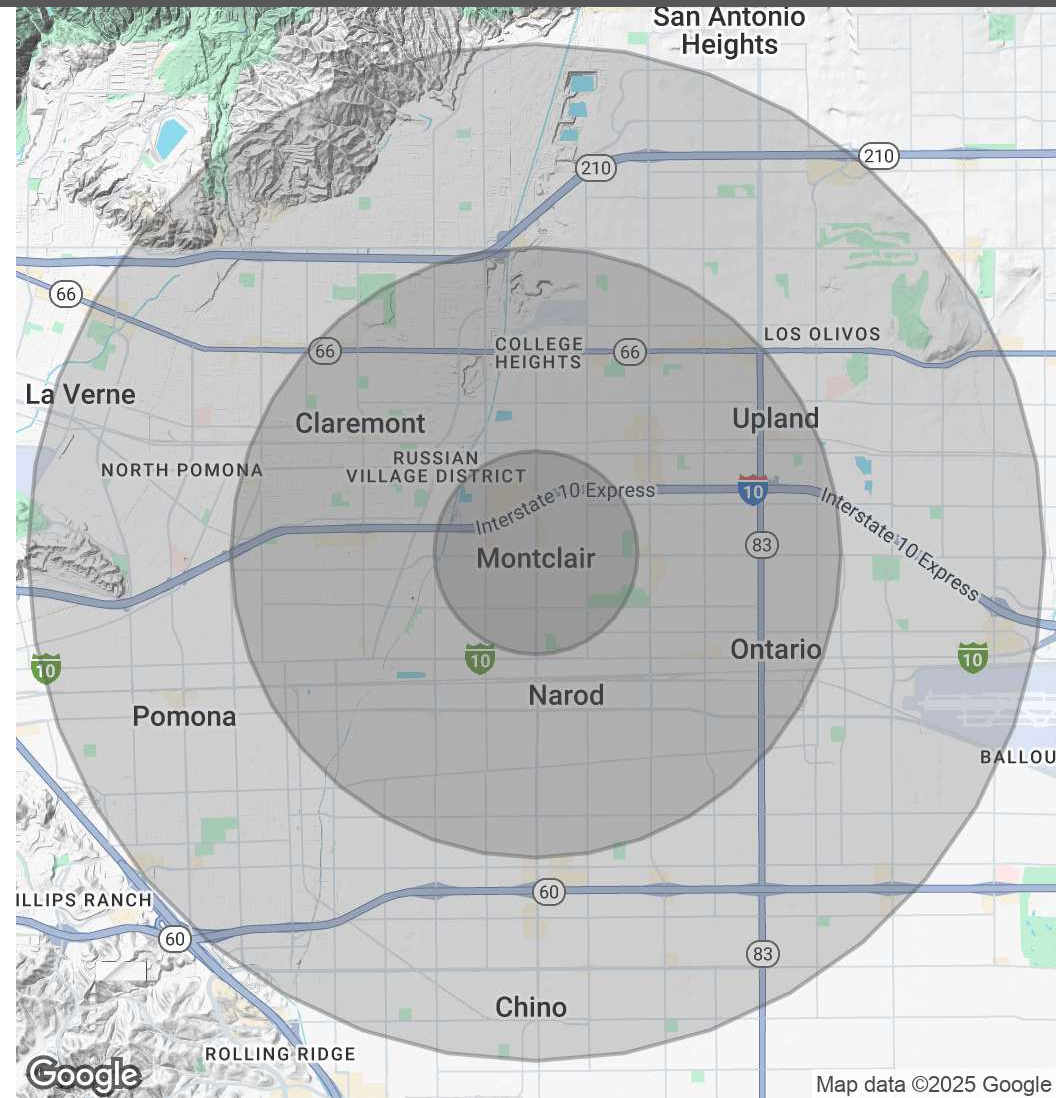 San Antonio
Heights
210
210
66
LOS OLIVOS
66
COLLEGE
HEIGHTS
66
La Verne
Claremont
Upland
RUSSIAN
VILLAGE DISTRICT
NORTH POMONA
Interstate 10 Express
10
Interstate 10 Express
83
Montclair
10
10
Ontario
10
Narod
Pomona
BALLOU
60
ILLIPS RANCH
60
83
Chino
ROLLING RIDGE
Google
Map data ©2025 Google